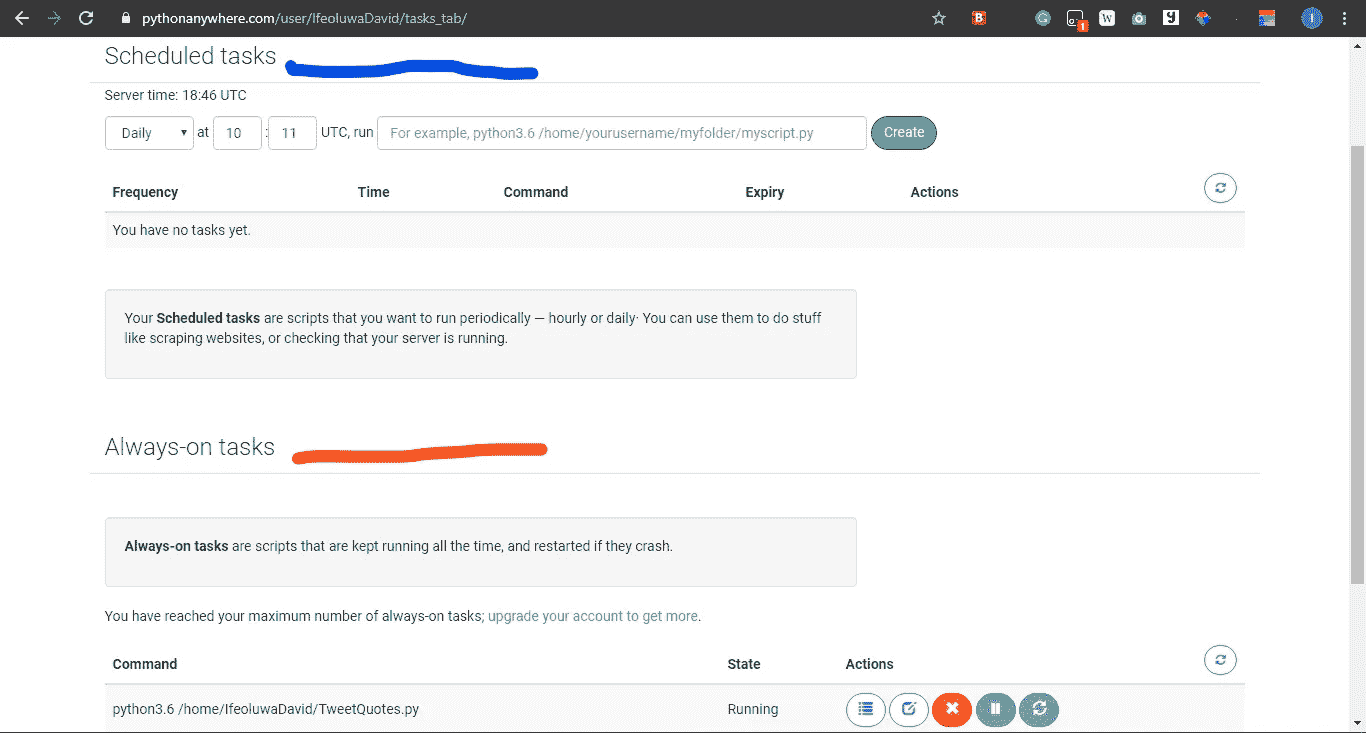 pythonanywhere.com/user/IfeoluwaDavid/tasks_tab/
Scheduled tasks
Server time: 18:46 UTC
Daily at 10 : 11 UTC, run For example, python3.6 /home/yourusername/myfolder/myscript.py Create
Frequency Time Command Expiry Actions
You have no tasks yet.
Your Scheduled tasks are scripts that you want to run periodically — hourly or daily· You can use them to do stuff
like scraping websites, or checking that your server is running.
Always-on tasks
Always-on tasks are scripts that are kept running all the time, and restarted if they crash.
You have reached your maximum number of always-on tasks; upgrade your account to get more.
Command State Actions
python3.6 /home/IfeoluwaDavid/TweetQuotes.py Running